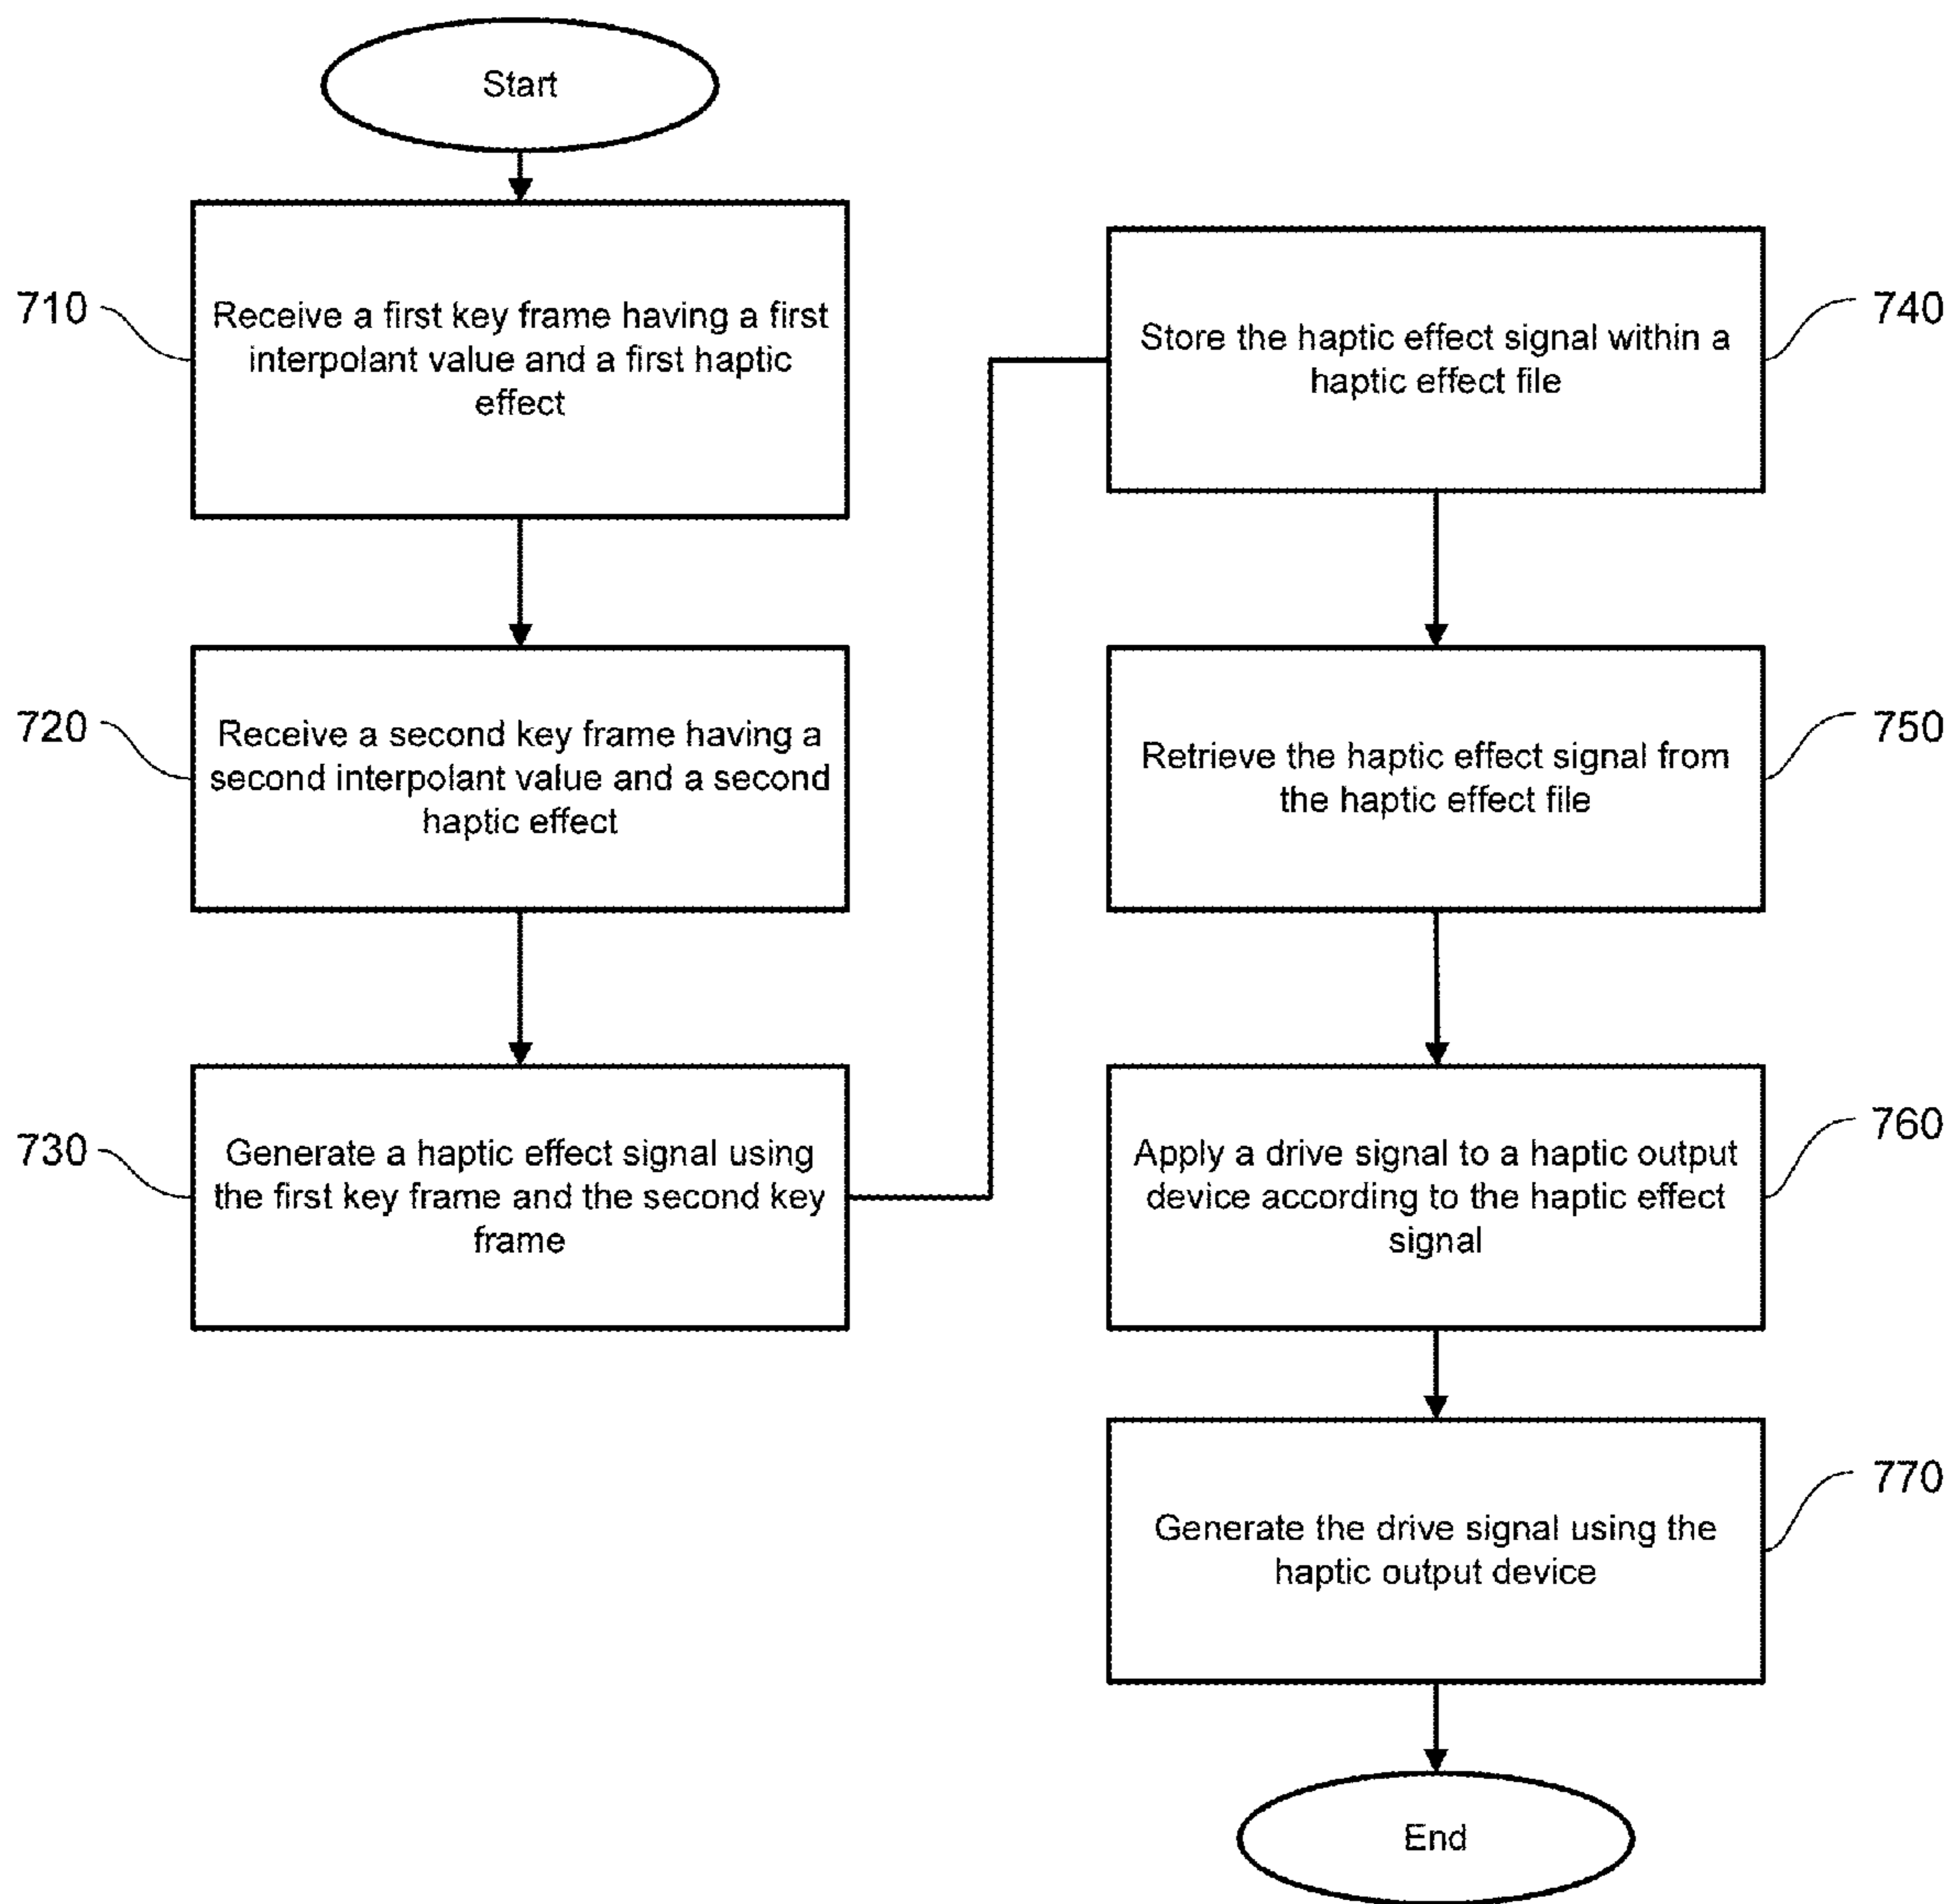 Start
710
Receive a first key frame having a first
interpolant value and a first haptic
effect
720
Receive a second key frame having a
second interpolant value and a second
haptic effect
730
Generate a haptic effect signal using
the first key frame and the second key
frame
740
Store the haptic effect signal within a
haptic effect file
750
Retrieve the haptic effect signal from
the haptic effect file
760
Apply a drive signal to a haptic output
device according to the haptic effect
signal
770
Generate the drive signal using the
haptic output device
End